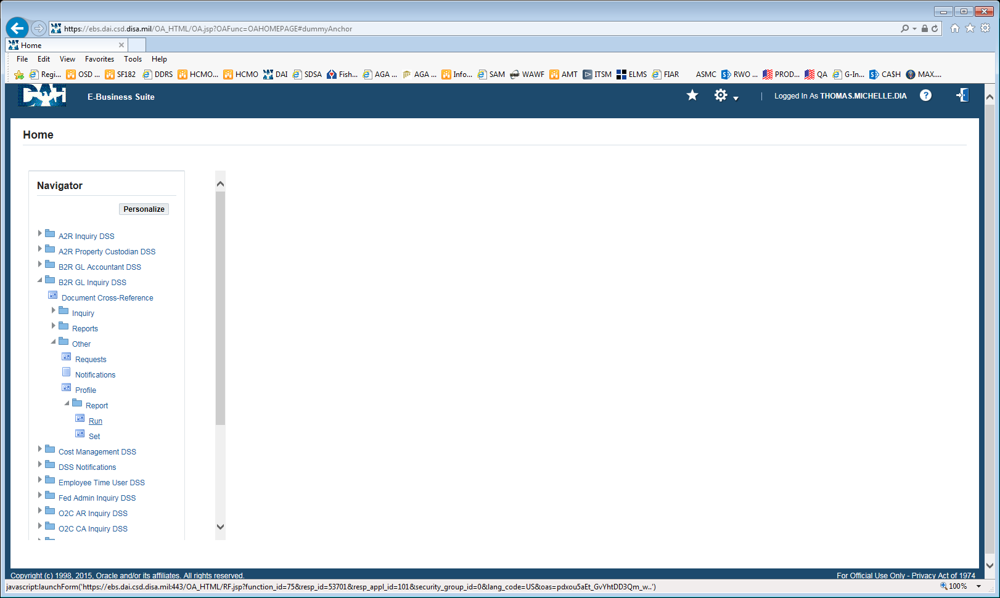 https://ebs.dai.csd.disa.mil/OA_HTML/OA.jsp?OAFunc=OAHOMEPAGE#dummyAnchor
Home
File Edit View Favorites Tools Help
Regi... OSD ... SF182 DDRS HCMO... HCMO DAI SDSA Fish... AGA ... AGA ... Info... SAM WAWF AMT ITSM ELMS FIAR ASMC RWO ... PROD... QA G-In... CA$H MAX....
DAI E-Business Suite Logged In As THOMAS.MICHELLE.DIA ?
Home
Navigator
Personalize
A2R Inquiry DSS
A2R Property Custodian DSS
B2R GL Accountant DSS
B2R GL Inquiry DSS
Document Cross-Reference
Inquiry
Reports
Other
Requests
Notifications
Profile
Report
Run
Set
Cost Management DSS
DSS Notifications
Employee Time User DSS
Fed Admin Inquiry DSS
O2C AR Inquiry DSS
O2C CA Inquiry DSS
Copyright (c) 1998, 2015, Oracle and/or its affiliates. All rights reserved. For Official Use Only - Privacy Act of 1974
javascript:launchForm('https://ebs.dai.csd.disa.mil:443/OA_HTML/RF.jsp?function_id=75&resp_id=53701&resp_appl_id=101&security_group_id=0&lang_code=US&oas=pdxou5aEt_GvYhtDD3Qm_w..') 100%